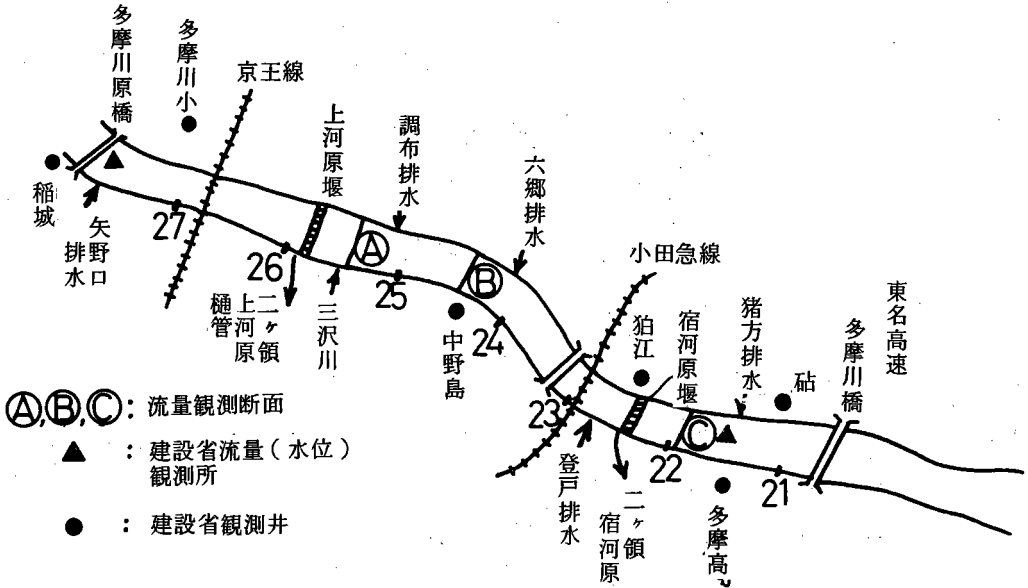 多摩川原橋
多摩川小
京王線
上河原堰
調布排水
六郷排水
小田急線
狛江
宿河原堰
猪方排水
砧
多摩川橋
東名高速
稲城
矢野口
排水
27
26
二ヶ領
上河原
樋管
三沢川
25
中野島
24
23
登戸排水
二ヶ領
宿河原
22
多摩高
21
A
B
C
A,B,C: 流量観測断面
▲ : 建設省流量(水位)
観測所
● : 建設省観測井